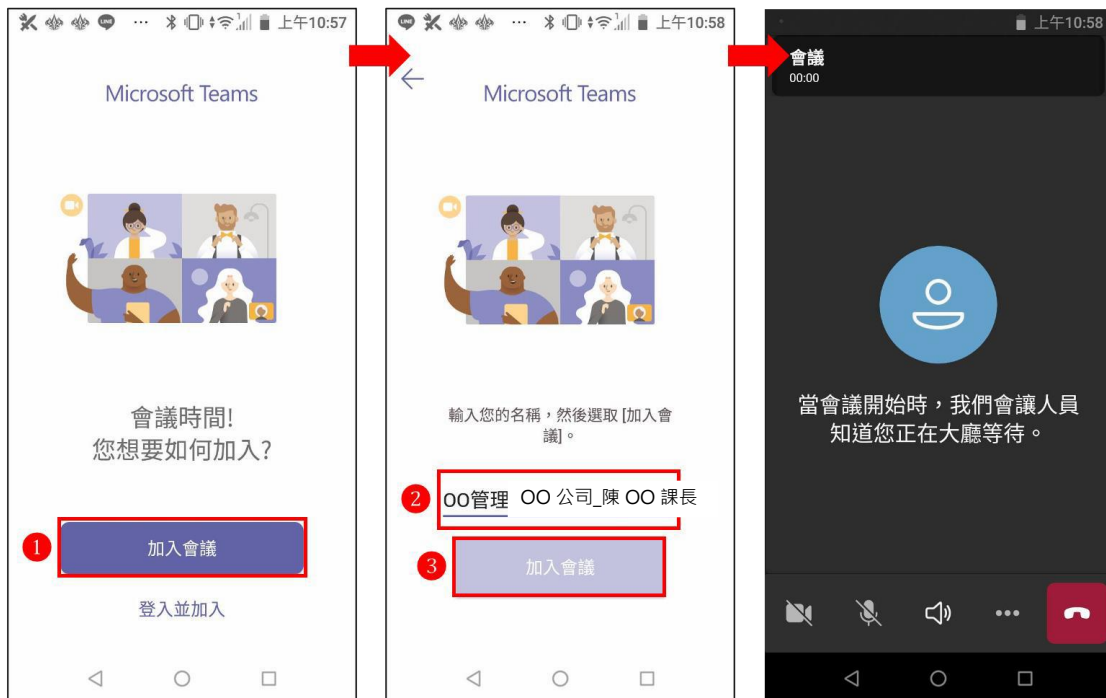 上午10:57
Microsoft Teams
會議時間!
您想要如何加入?
1
加入會議
登入並加入
上午10:58
Microsoft Teams
輸入您的名稱，然後選取 [加入會
議]。
2
OO管理 OO 公司_陳 OO 課長
3
加入會議
上午10:58
會議
00:00
當會議開始時，我們會讓人員
知道您正在大廳等待。